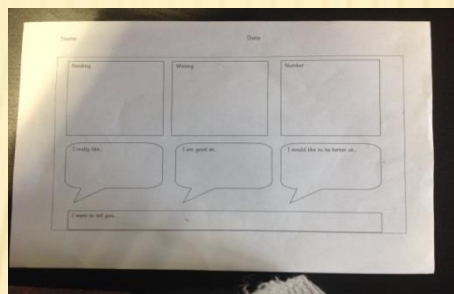 Name Date
Reading Writing Number
I really like.. I am good at.. I would like to be better at..
I want to tell you..